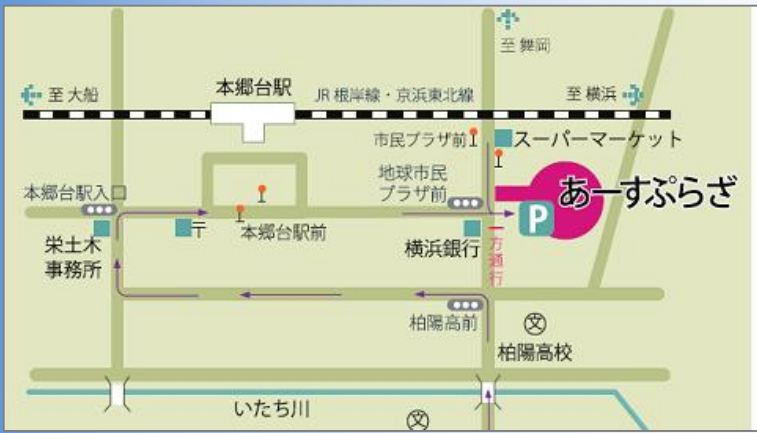 至 舞岡
至 大船
本郷台駅
JR 根岸線・京浜東北線
至 横浜
市民プラザ前
スーパーマーケット
地球市民
プラザ前
あーすぷらざ
本郷台駅入口
P
〒
本郷台駅前
栄土木
事務所
横浜銀行
一方通行
柏陽高前
文
柏陽高校
いたち川
文